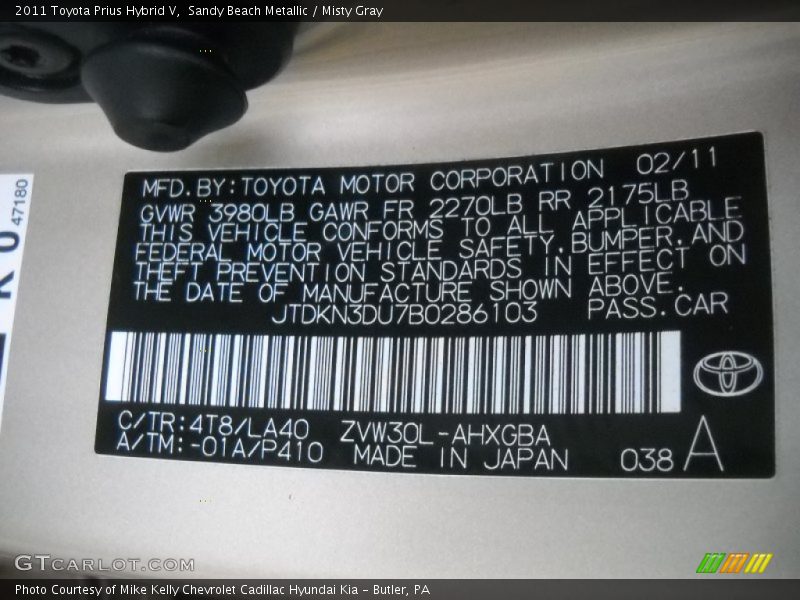 2011 Toyota Prius Hybrid V, Sandy Beach Metallic / Misty Gray
MFD.BY:TOYOTA MOTOR CORPORATION 02/11
GVWR 3980LB GAWR FR 2270LB RR 2175LB
THIS VEHICLE CONFORMS TO ALL APPLICABLE
FEDERAL MOTOR VEHICLE SAFETY,BUMPER,AND
THEFT PREVENTION STANDARDS IN EFFECT ON
THE DATE OF MANUFACTURE SHOWN ABOVE.
JTDKN3DU7B0286103 PASS.CAR
C/TR:4T8/LA40 ZVW30L-AHXGBA
A/TM:-01A/P410 MADE IN JAPAN 038 A
47180
GTCARLOT.COM
Photo Courtesy of Mike Kelly Chevrolet Cadillac Hyundai Kia - Butler, PA